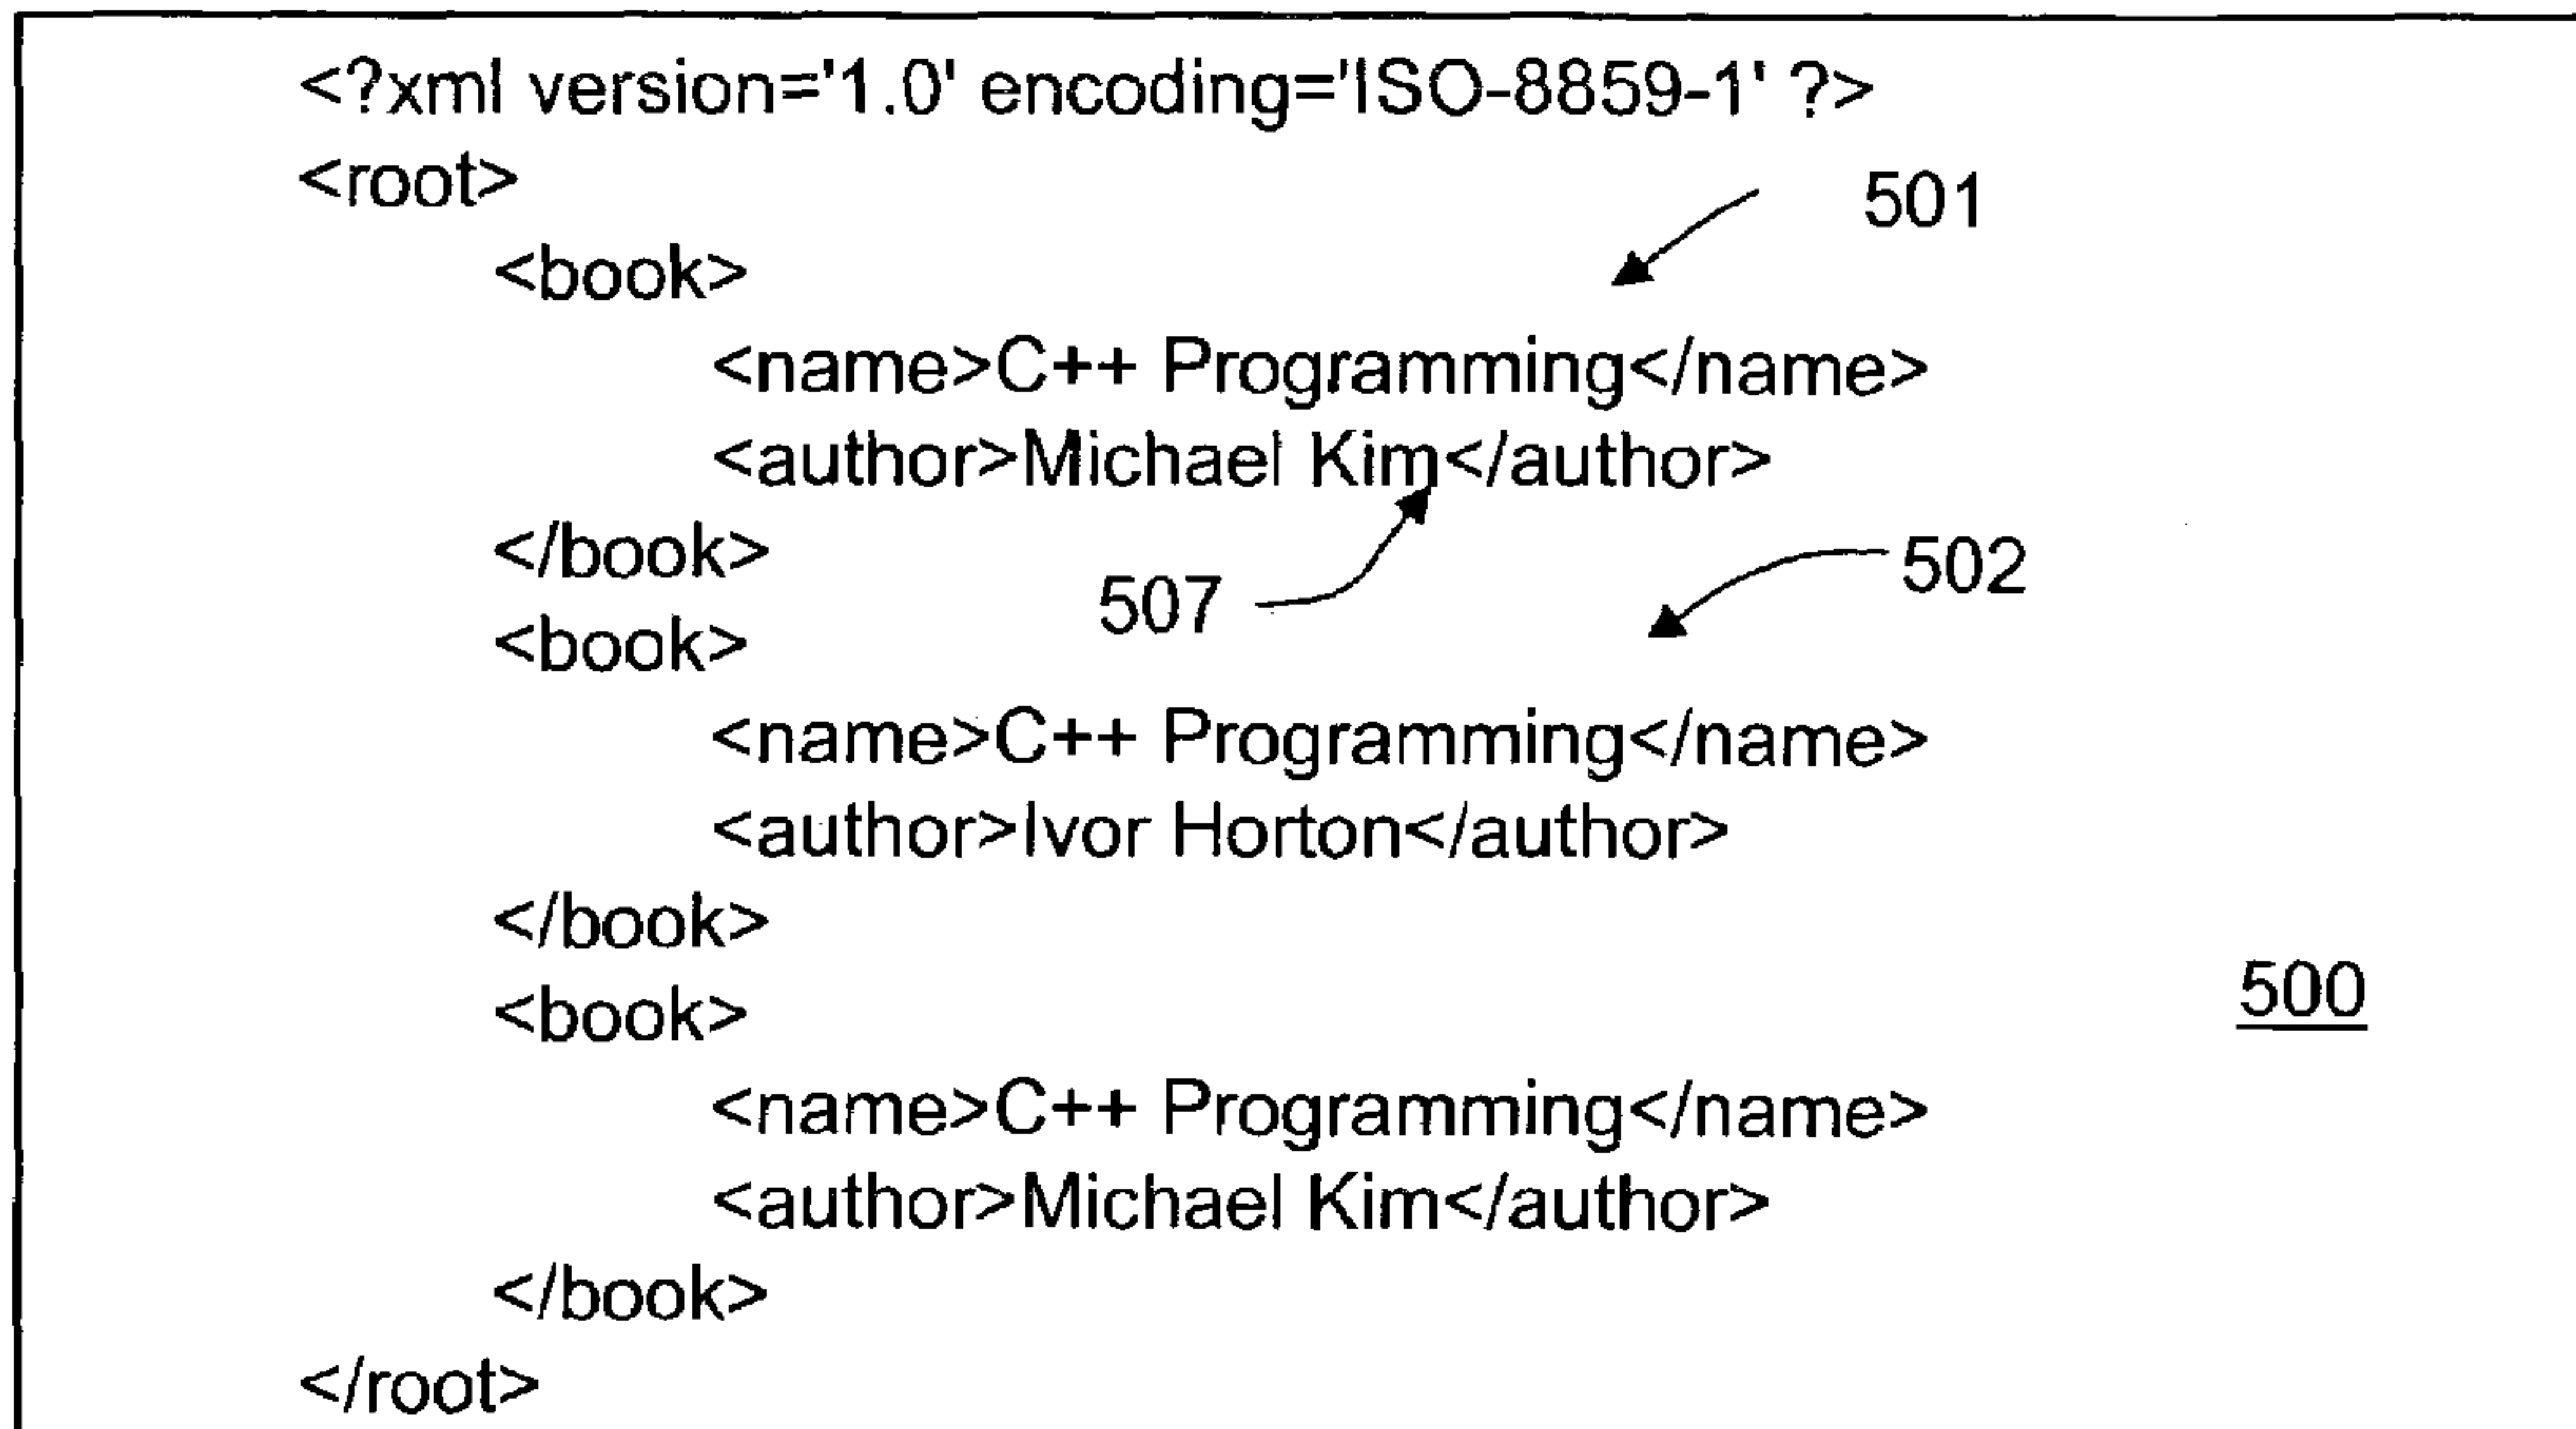 <?xml version='1.0' encoding='ISO-8859-1' ?>
<root>
501
<book>
<name>C++ Programming</name>
<author>Michael Kim</author>
</book>
507
502
<book>
<name>C++ Programming</name>
<author>Ivor Horton</author>
</book>
500
<book>
<name>C++ Programming</name>
<author>Michael Kim</author>
</book>
</root>